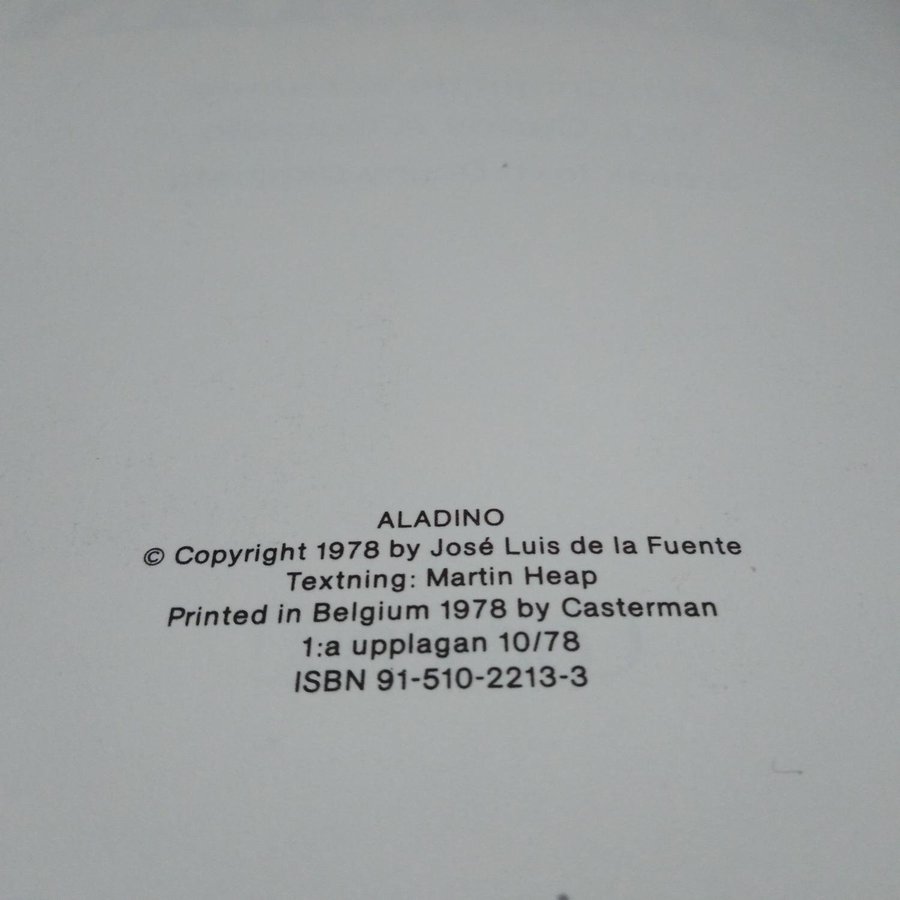 ALADINO
© Copyright 1978 by José Luis de la Fuente
Textning: Martin Heap
Printed in Belgium 1978 by Casterman
1:a upplagan 10/78
ISBN 91-510-2213-3